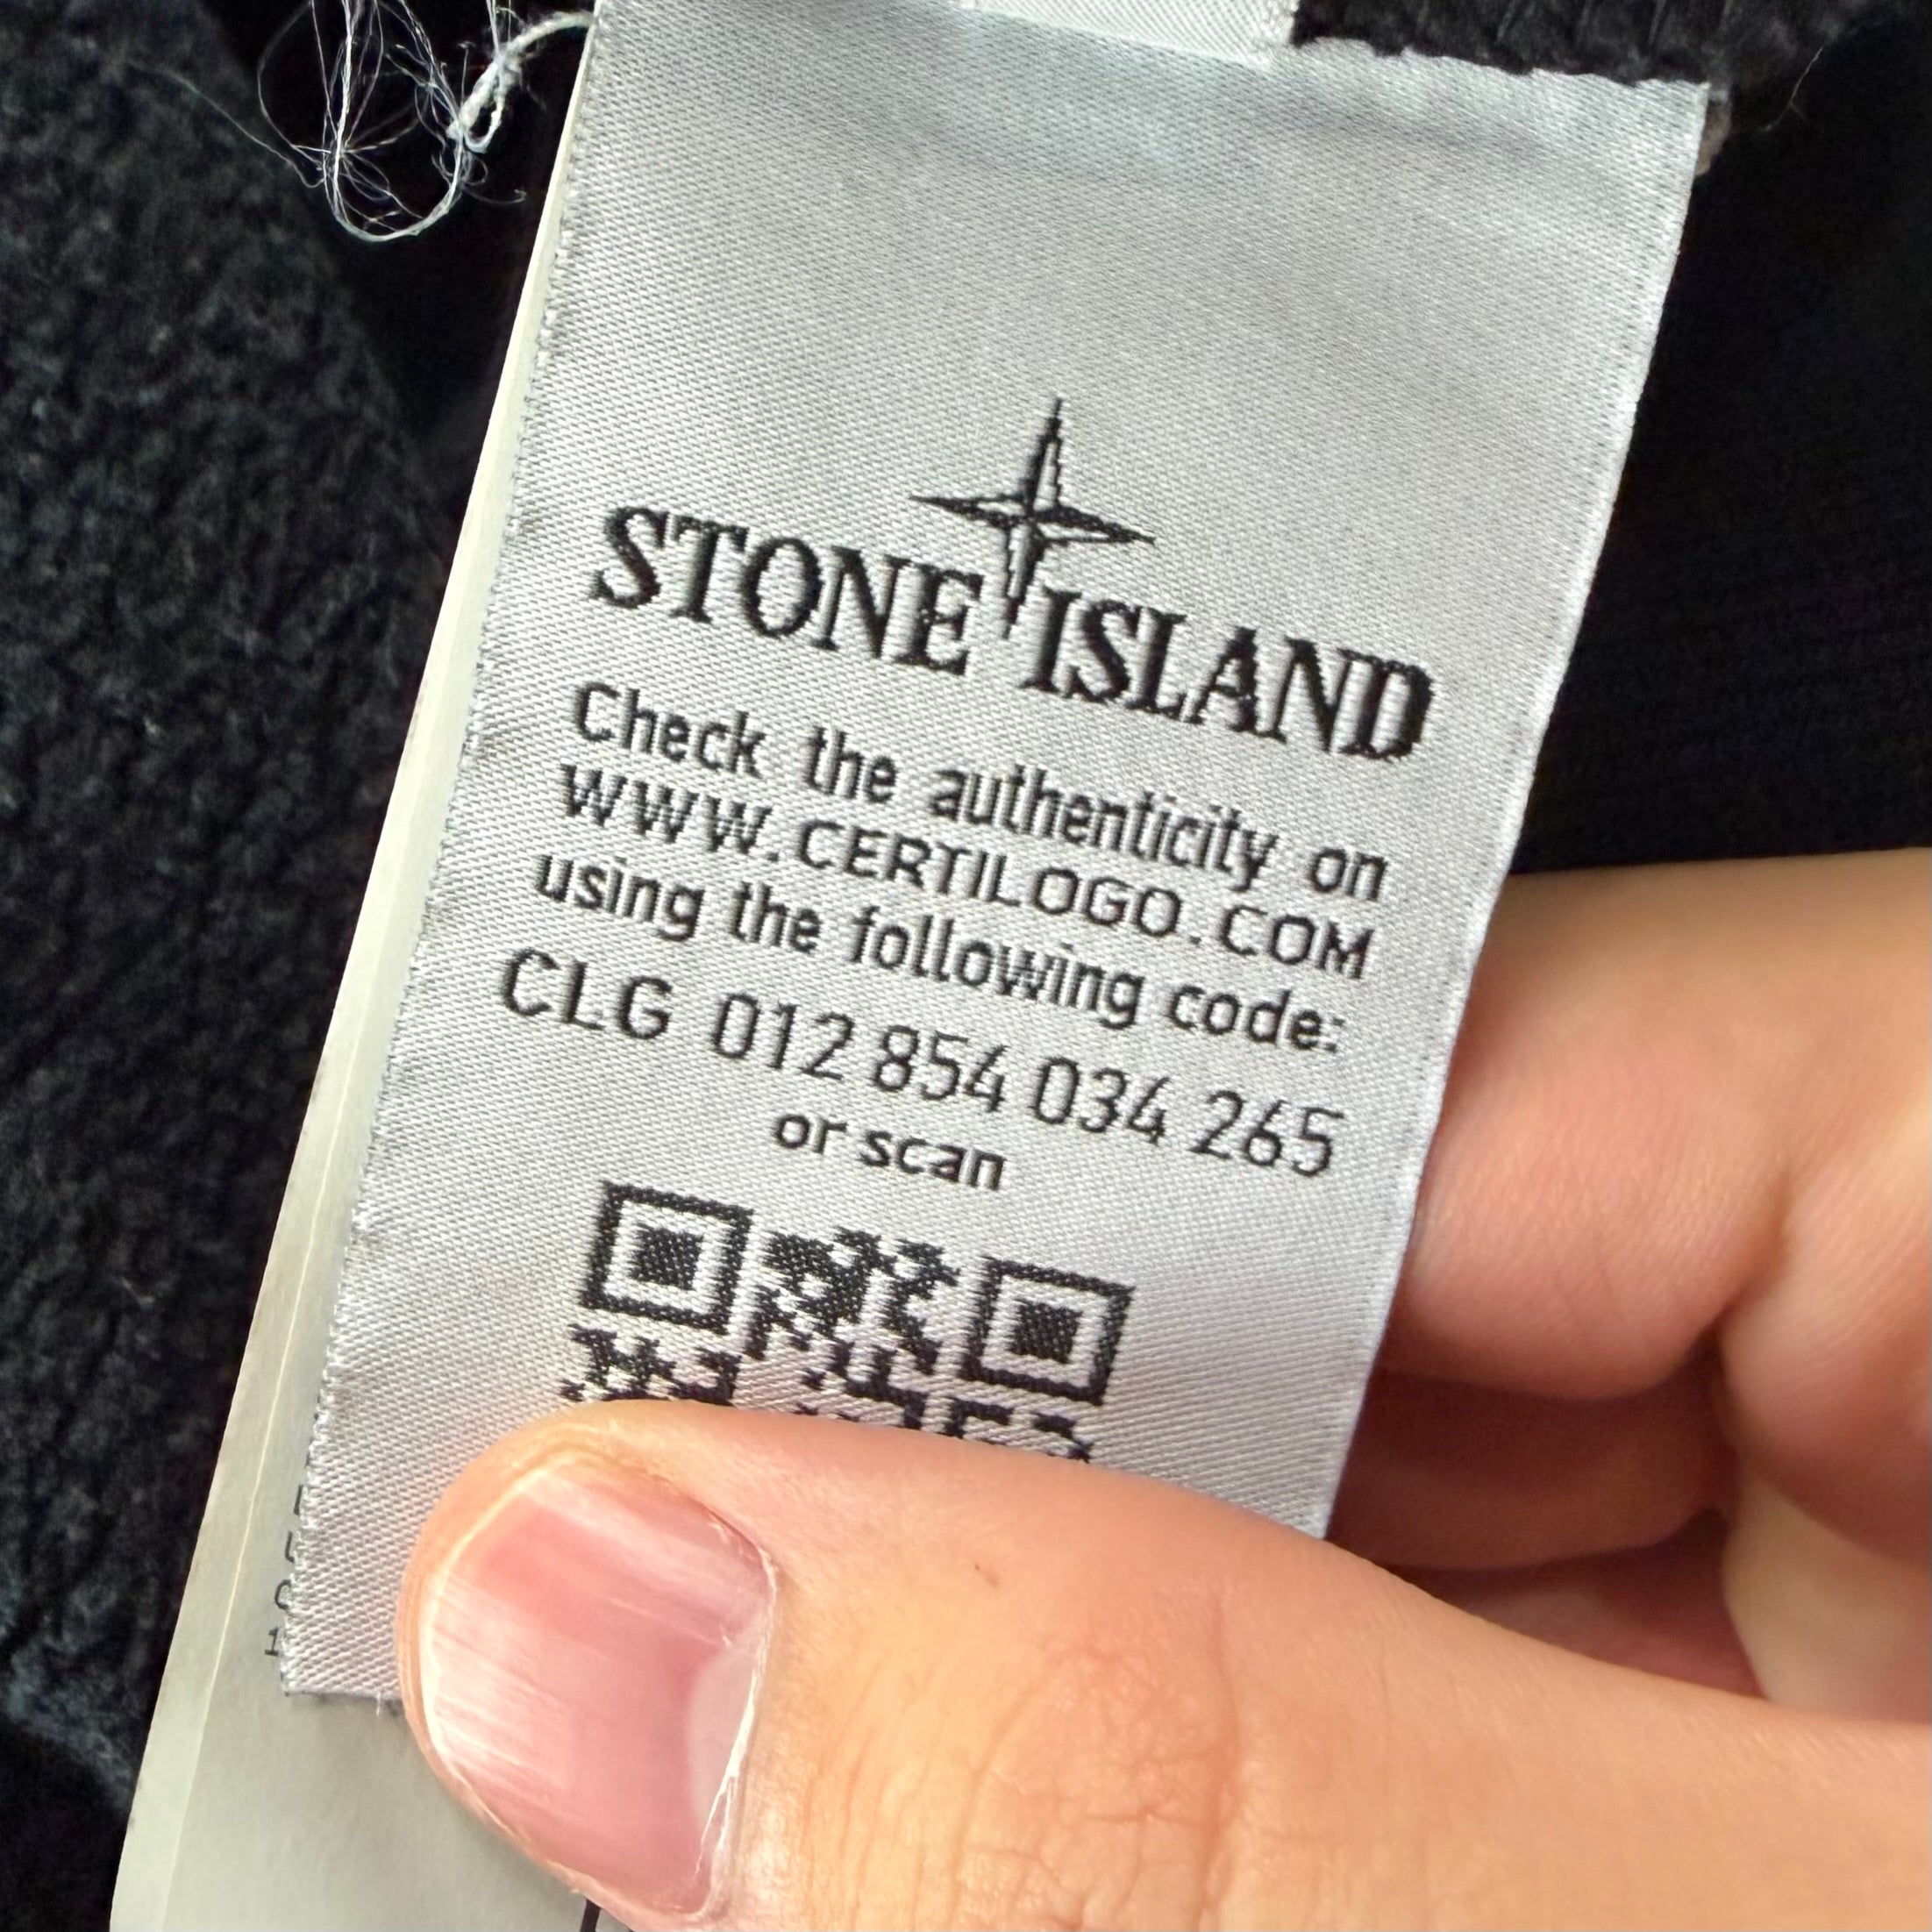 STONE ISLAND
Check the authenticity on
WWW.CERTILOGO.COM
using the following code:
CLG 012 854 034 265
or scan